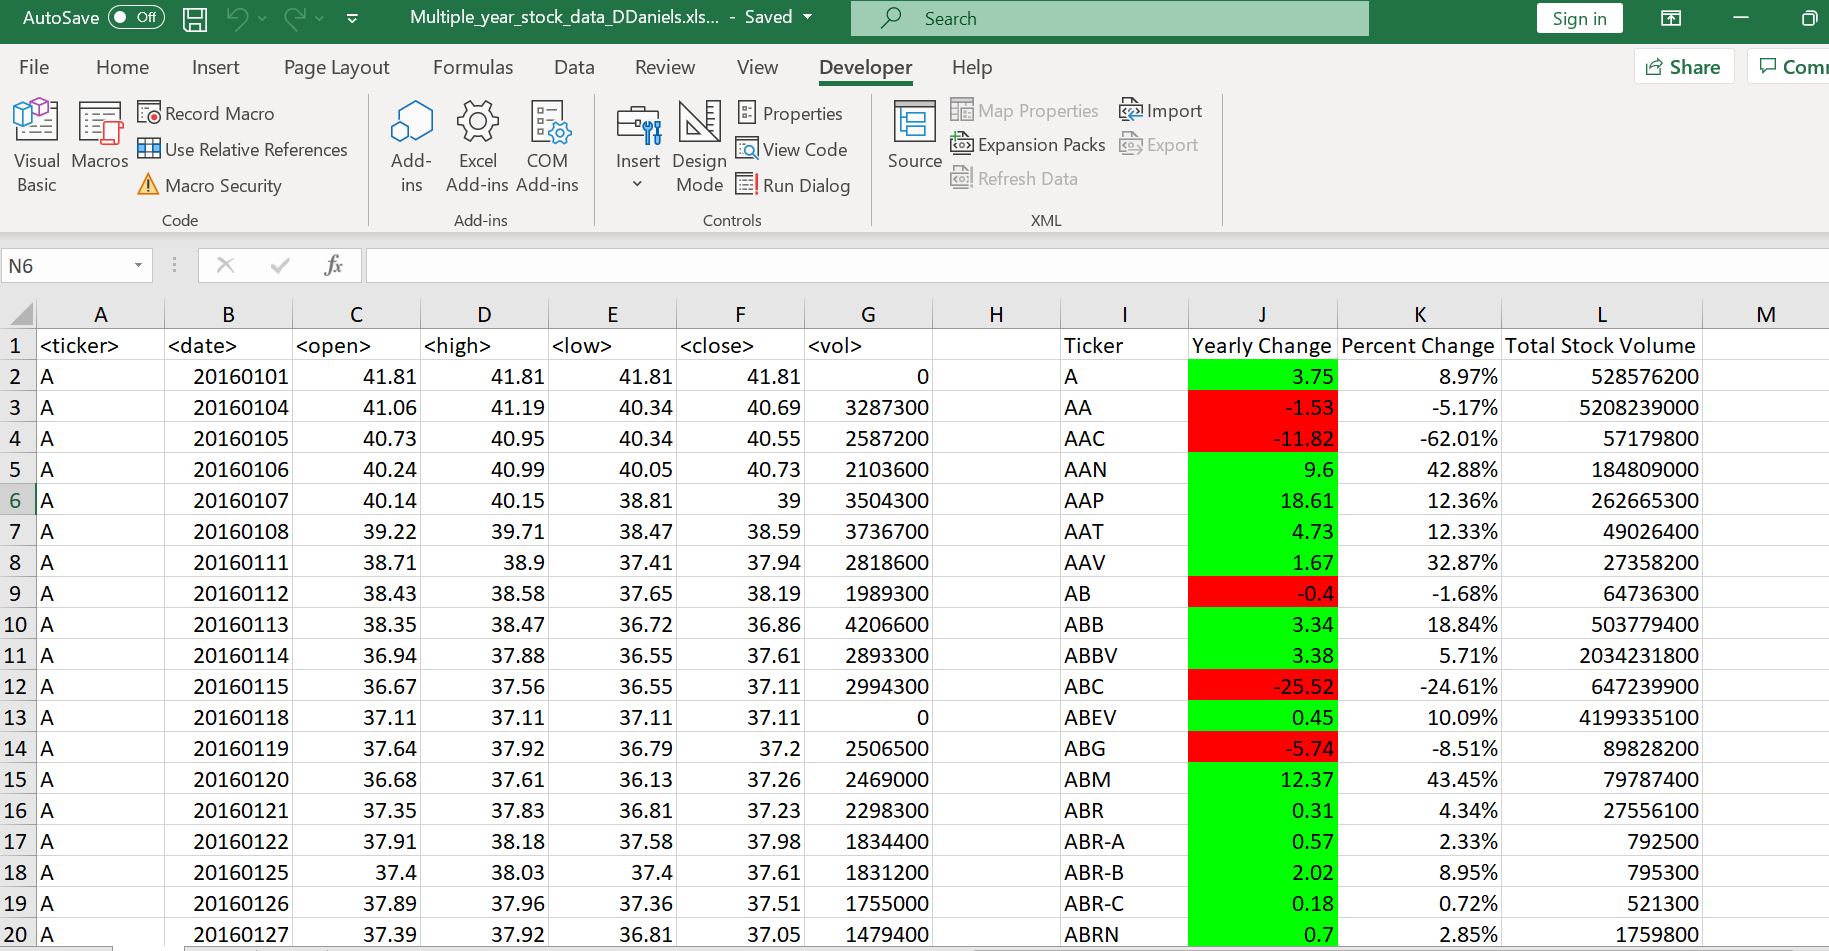 AutoSave Off Multiple_year_stock_data_DDaniels.xls... - Saved Search Sign in
File Home Insert Page Layout Formulas Data Review View Developer Help Share
Visual Basic Macros Record Macro Use Relative References Macro Security
Add-ins Excel Add-ins COM Add-ins
Insert Design Mode Properties View Code Run Dialog
Source Map Properties Expansion Packs Refresh Data Import Export
Code Add-ins Controls XML
N6 fx
A B C D E F G H I J K L M
1 <ticker> <date> <open> <high> <low> <close> <vol> Ticker Yearly Change Percent Change Total Stock Volume
2 A 20160101 41.81 41.81 41.81 41.81 0 A 3.75 8.97% 528576200
3 A 20160104 41.06 41.19 40.34 40.69 3287300 AA -1.53 -5.17% 5208239000
4 A 20160105 40.73 40.95 40.34 40.55 2587200 AAC -11.82 -62.01% 57179800
5 A 20160106 40.24 40.99 40.05 40.73 2103600 AAN 9.6 42.88% 184809000
6 A 20160107 40.14 40.15 38.81 39 3504300 AAP 18.61 12.36% 262665300
7 A 20160108 39.22 39.71 38.47 38.59 3736700 AAT 4.73 12.33% 49026400
8 A 20160111 38.71 38.9 37.41 37.94 2818600 AAV 1.67 32.87% 27358200
9 A 20160112 38.43 38.58 37.65 38.19 1989300 AB -0.4 -1.68% 64736300
10 A 20160113 38.35 38.47 36.72 36.86 4206600 ABB 3.34 18.84% 503779400
11 A 20160114 36.94 37.88 36.55 37.61 2893300 ABBV 3.38 5.71% 2034231800
12 A 20160115 36.67 37.56 36.55 37.11 2994300 ABC -25.52 -24.61% 647239900
13 A 20160118 37.11 37.11 37.11 37.11 0 ABEV 0.45 10.09% 4199335100
14 A 20160119 37.64 37.92 36.79 37.2 2506500 ABG -5.74 -8.51% 89828200
15 A 20160120 36.68 37.61 36.13 37.26 2469000 ABM 12.37 43.45% 79787400
16 A 20160121 37.35 37.83 36.81 37.23 2298300 ABR 0.31 4.34% 27556100
17 A 20160122 37.91 38.18 37.58 37.98 1834400 ABR-A 0.57 2.33% 792500
18 A 20160125 37.4 38.03 37.4 37.61 1831200 ABR-B 2.02 8.95% 795300
19 A 20160126 37.89 37.96 37.36 37.51 1755000 ABR-C 0.18 0.72% 521300
20 A 20160127 37.39 37.92 36.81 37.05 1479400 ABRN 0.7 2.85% 1759800